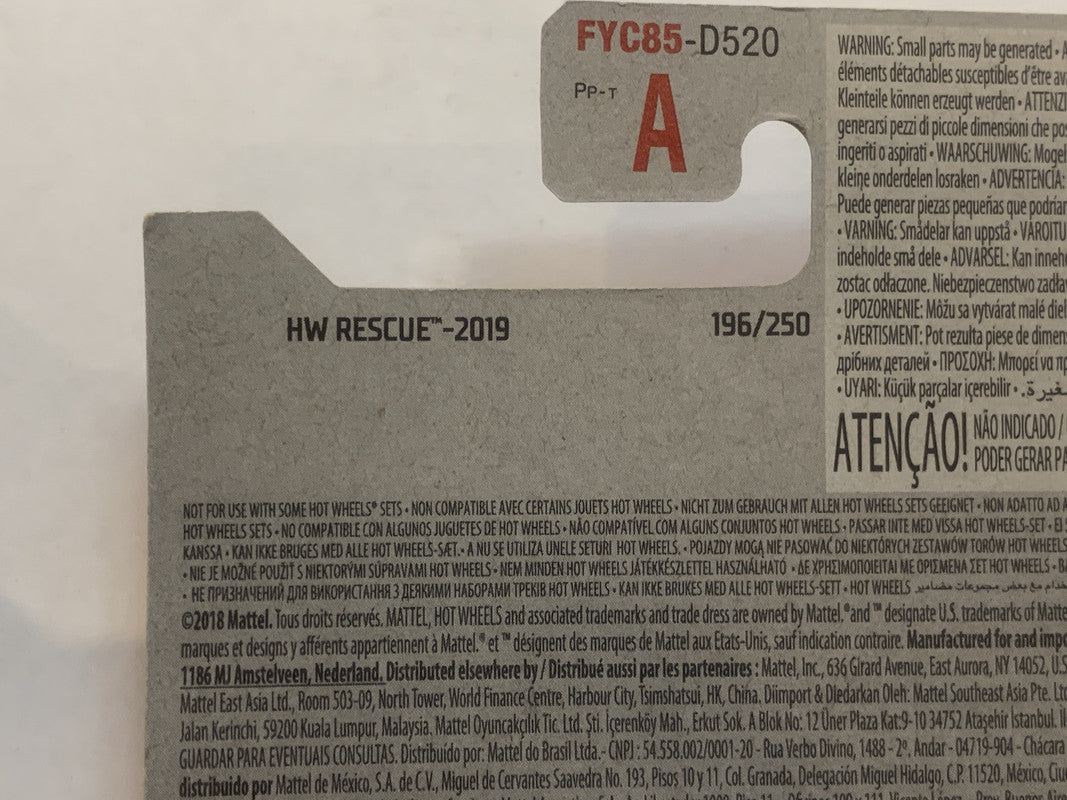 FYC85-D520
PP-T
A
WARNING: Small parts may be generated • A
éléments détachables susceptibles d'être ava
Kleinteile können erzeugt werden • ATTENZI
generarsi pezzi di piccole dimensioni che pos
ingeriti o aspirati • WAARSCHUWING: Mogel
kleine onderdelen losraken • ADVERTENCIA:
Puede generar piezas pequeñas que podrían
• VARNING: Smådelar kan uppstå • VAROITU
indeholde små dele • ADVARSEL: Kan inneh
zostac odłaczone. Niebezpieczenstwo zadła
• UPOZORNENIE: Môžu sa vytvárat malé diel
• AVERTISMENT: Pot rezulta piese de dimens
дрібних деталей • ΠΡΟΣΟΧΗ: Μπορεί να πρ
• UYARI: Küçük parçalar içerebilir •
ATENÇÃO! NÃO INDICADO /
PODER GERAR PA
HW RESCUE™-2019
196/250
NOT FOR USE WITH SOME HOT WHEELS® SETS • NON COMPATIBLE AVEC CERTAINS JOUETS HOT WHEELS • NICHT ZUM GEBRAUCH MIT ALLEN HOT WHEELS SETS GEEIGNET • NON ADATTO AD A
HOT WHEELS SETS • NO COMPATIBLE CON ALGUNOS JUGUETES DE HOT WHEELS • NÃO COMPATÍVEL COM ALGUNS CONJUNTOS HOT WHEELS • PASSAR INTE MED VISSA HOT WHEELS-SET • EI S
KANSSA • KAN IKKE BRUGES MED ALLE HOT WHEELS-SÆT. • A NU SE UTILIZA UNELE SETURI HOT WHEELS. • POJAZDY MOGĄ NIE PASOWAĆ DO NIEKTÓRYCH ZESTAWÓW TORÓW HOT WHEELS
• NIE JE MOŽNÉ POUŽIŤ S NIEKTORÝMI SÚPRAVAMI HOT WHEELS • NEM MINDEN HOT WHEELS JÁTÉKKÉSZLETTEL HASZNÁLHATÓ • ΔΕ ΧΡΗΣΙΜΟΠΟΙΕΙΤΑΙ ΜΕ ΟΡΙΣΜΕΝΑ ΣΕΤ HOT WHEELS • BA
• НЕ ПРИЗНАЧЕНИЙ ДЛЯ ВИКОРИСТАННЯ З ДЕЯКИМИ НАБОРАМИ ТРЕКІВ HOT WHEELS • KAN IKKE BRUKES MED ALLE HOT WHEELS-SETT • HOT WHEELS
©2018 Mattel. Tous droits réservés. MATTEL, HOT WHEELS and associated trademarks and trade dress are owned by Mattel. ® and ™ designate U.S. trademarks of Matte
marques et designs y afférents appartiennent à Mattel. ® et ™ désignent des marques de Mattel aux Etats-Unis, sauf indication contraire. Manufactured for and impo
1186 MJ Amstelveen, Nederland. Distributed elsewhere by / Distribué aussi par les partenaires : Mattel, Inc., 636 Girard Avenue, East Aurora, NY 14052, U.S
Mattel East Asia Ltd., Room 503-09, North Tower, World Finance Centre, Harbour City, Tsimshatsui, HK, China. Diimport & Diedarkan Oleh: Mattel Southeast Asia Pte. Ltd
Jalan Kerinchi, 59200 Kuala Lumpur, Malaysia. Mattel Oyuncakçılık Tic. Ltd. Şti. İçerenköy Mah., Erkut Sok. A Blok No: 12 Üner Plaza Kat:9-10 34752 Ataşehir İstanbul.
GUARDAR PARA EVENTUAIS CONSULTAS. Distribuído por: Mattel do Brasil Ltda.- CNPJ : 54.558.002/0001-20 - Rua Verbo Divino, 1488 - 2º. Andar - 04719-904 - Chácara
distribuido por Mattel de México, S.A. de C.V., Miguel de Cervantes Saavedra No. 193, Pisos 10 y 11, Col. Granada, Delegación Miguel Hidalgo, C.P. 11520, México, Ciu